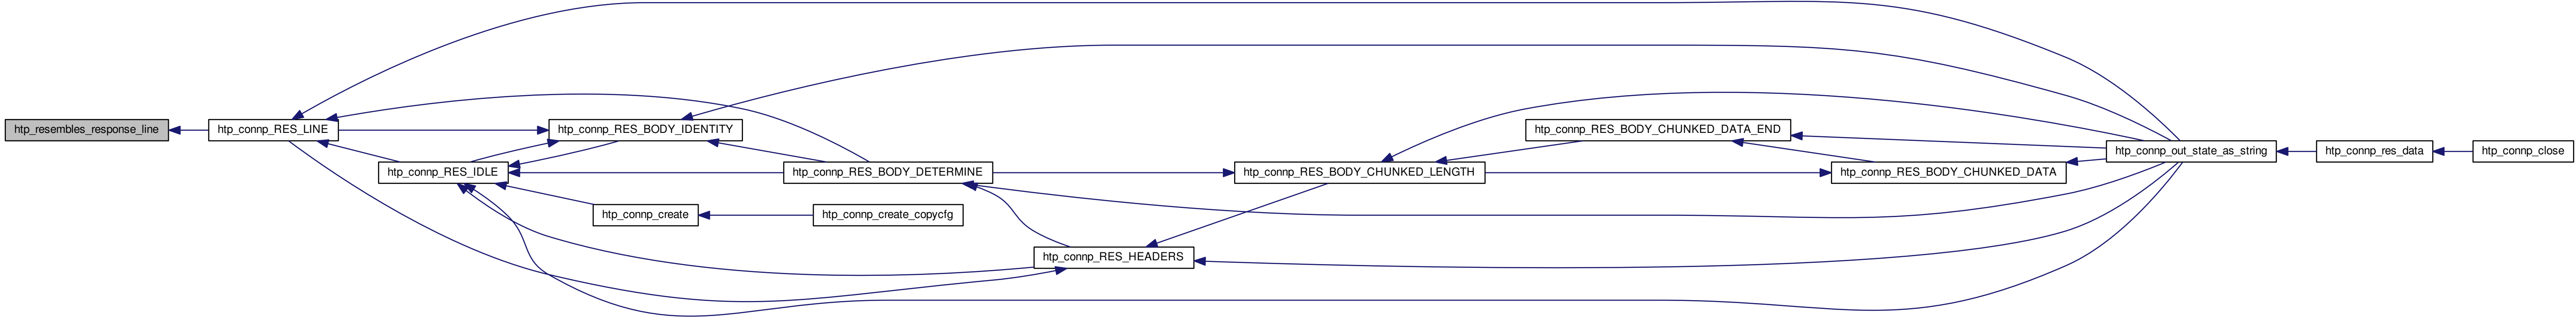 htp_resembles_response_line
htp_connp_RES_LINE
htp_connp_RES_BODY_IDENTITY
htp_connp_RES_IDLE
htp_connp_RES_BODY_DETERMINE
htp_connp_create
htp_connp_create_copycfg
htp_connp_RES_HEADERS
htp_connp_RES_BODY_CHUNKED_LENGTH
htp_connp_RES_BODY_CHUNKED_DATA_END
htp_connp_RES_BODY_CHUNKED_DATA
htp_connp_out_state_as_string
htp_connp_res_data
htp_connp_close